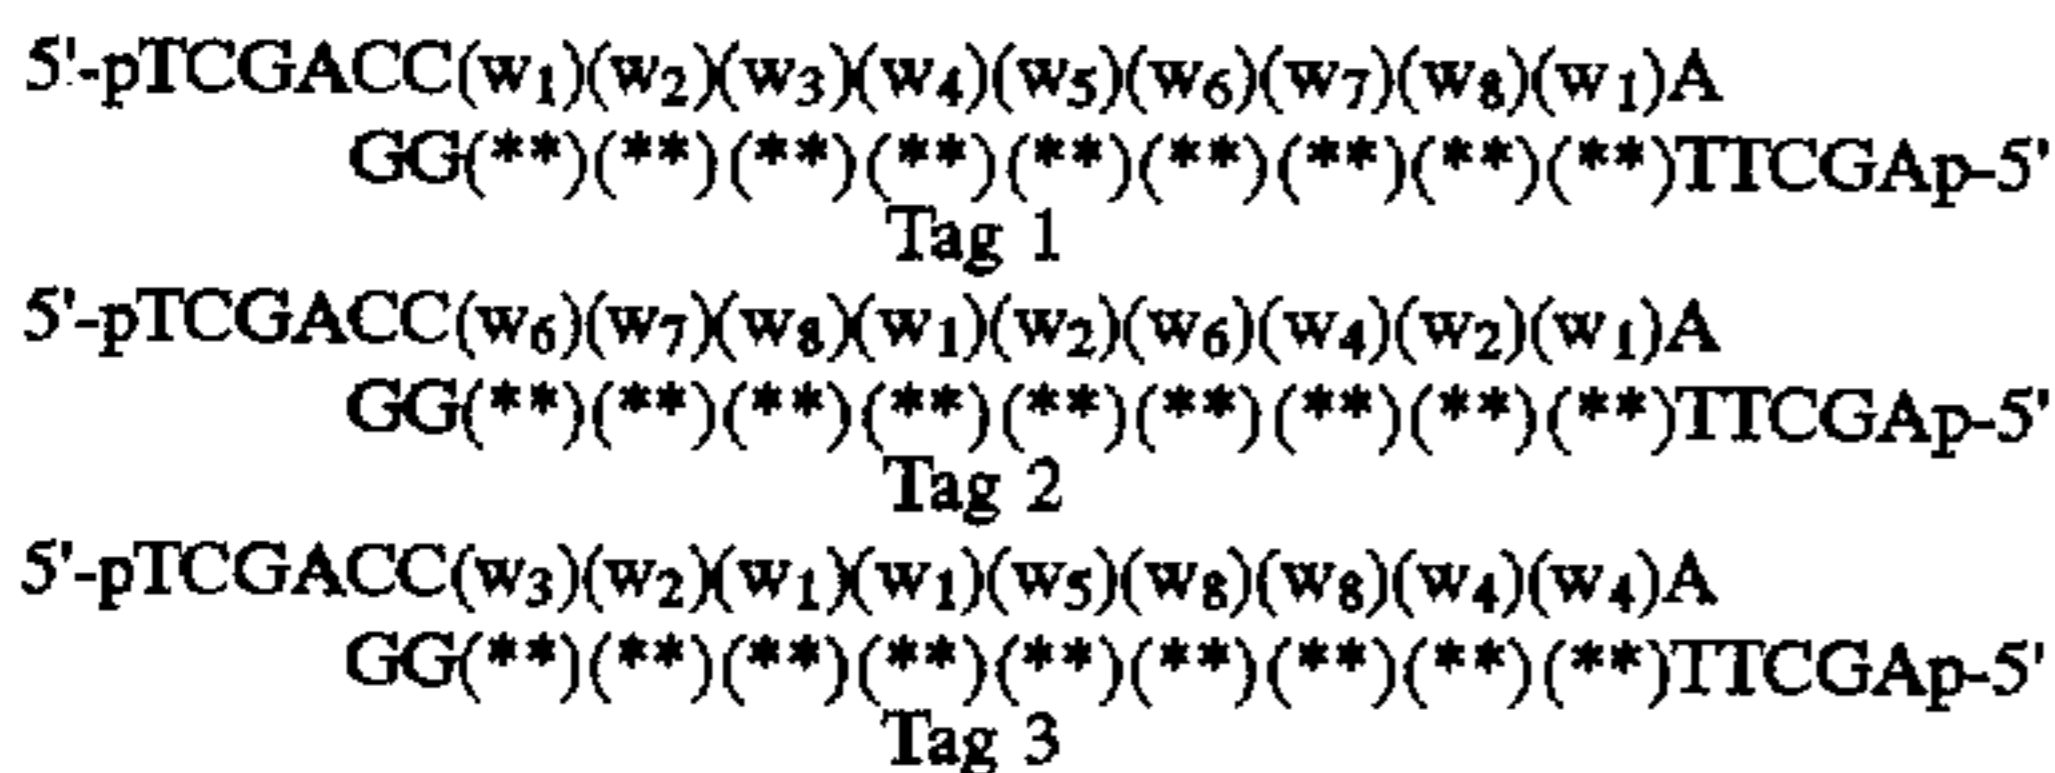 5'-pTCGACC(w₁)(w₂)(w₃)(w₄)(w₅)(w₆)(w₇)(w₈)(w₁)A
GG(**)(**)(**)(**)(**)(**)(**)(**)(**)TTCGAp-5'
Tag 1
5'-pTCGACC(w₆)(w₇)(w₈)(w₁)(w₂)(w₆)(w₄)(w₂)(w₁)A
GG(**)(**)(**)(**)(**)(**)(**)(**)(**)TTCGAp-5'
Tag 2
5'-pTCGACC(w₃)(w₂)(w₁)(w₁)(w₅)(w₈)(w₈)(w₄)(w₄)A
GG(**)(**)(**)(**)(**)(**)(**)(**)(**)TTCGAp-5'
Tag 3